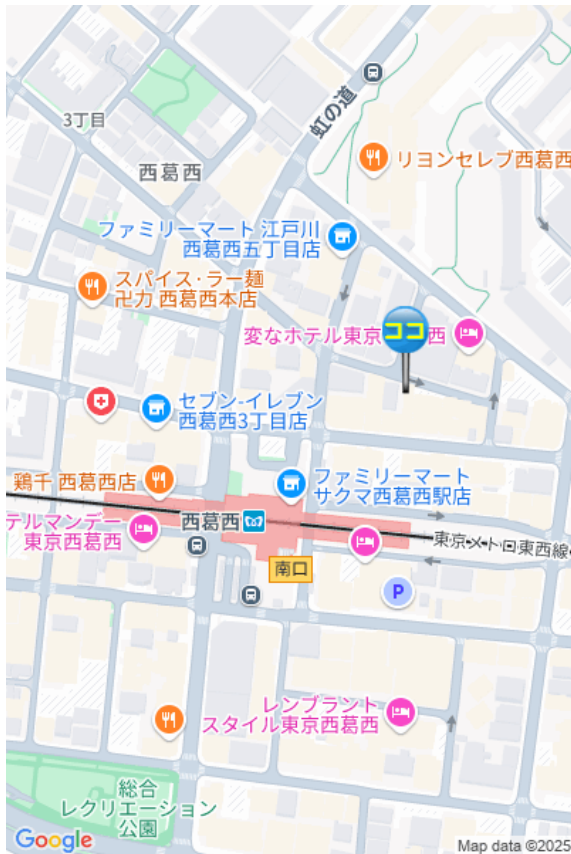 3丁目
虹の道
西葛西
リヨンセレブ西葛西
ファミリーマート 江戸川
西葛西五丁目店
スパイス・ラー麺
卍力 西葛西本店
変なホテル東京
西
ココ
セブン-イレブン
西葛西3丁目店
鶏千 西葛西店
ファミリーマート
サクマ西葛西駅店
西葛西
テルマンデー
東京西葛西
東京メトロ東西線
南口
P
レンブラント
スタイル東京西葛西
総合
レクリエーション
公園
Google
Map data ©2025